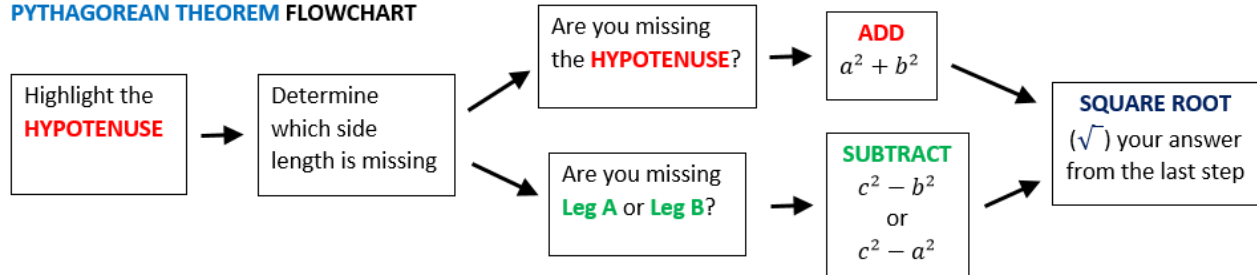 PYTHAGOREAN THEOREM FLOWCHART
Highlight the
HYPOTENUSE
Determine
which side
length is missing
Are you missing
the HYPOTENUSE?
ADD
a² + b²
Are you missing
Leg A or Leg B?
SUBTRACT
c² − b²
or
c² − a²
SQUARE ROOT
(√ ) your answer
from the last step